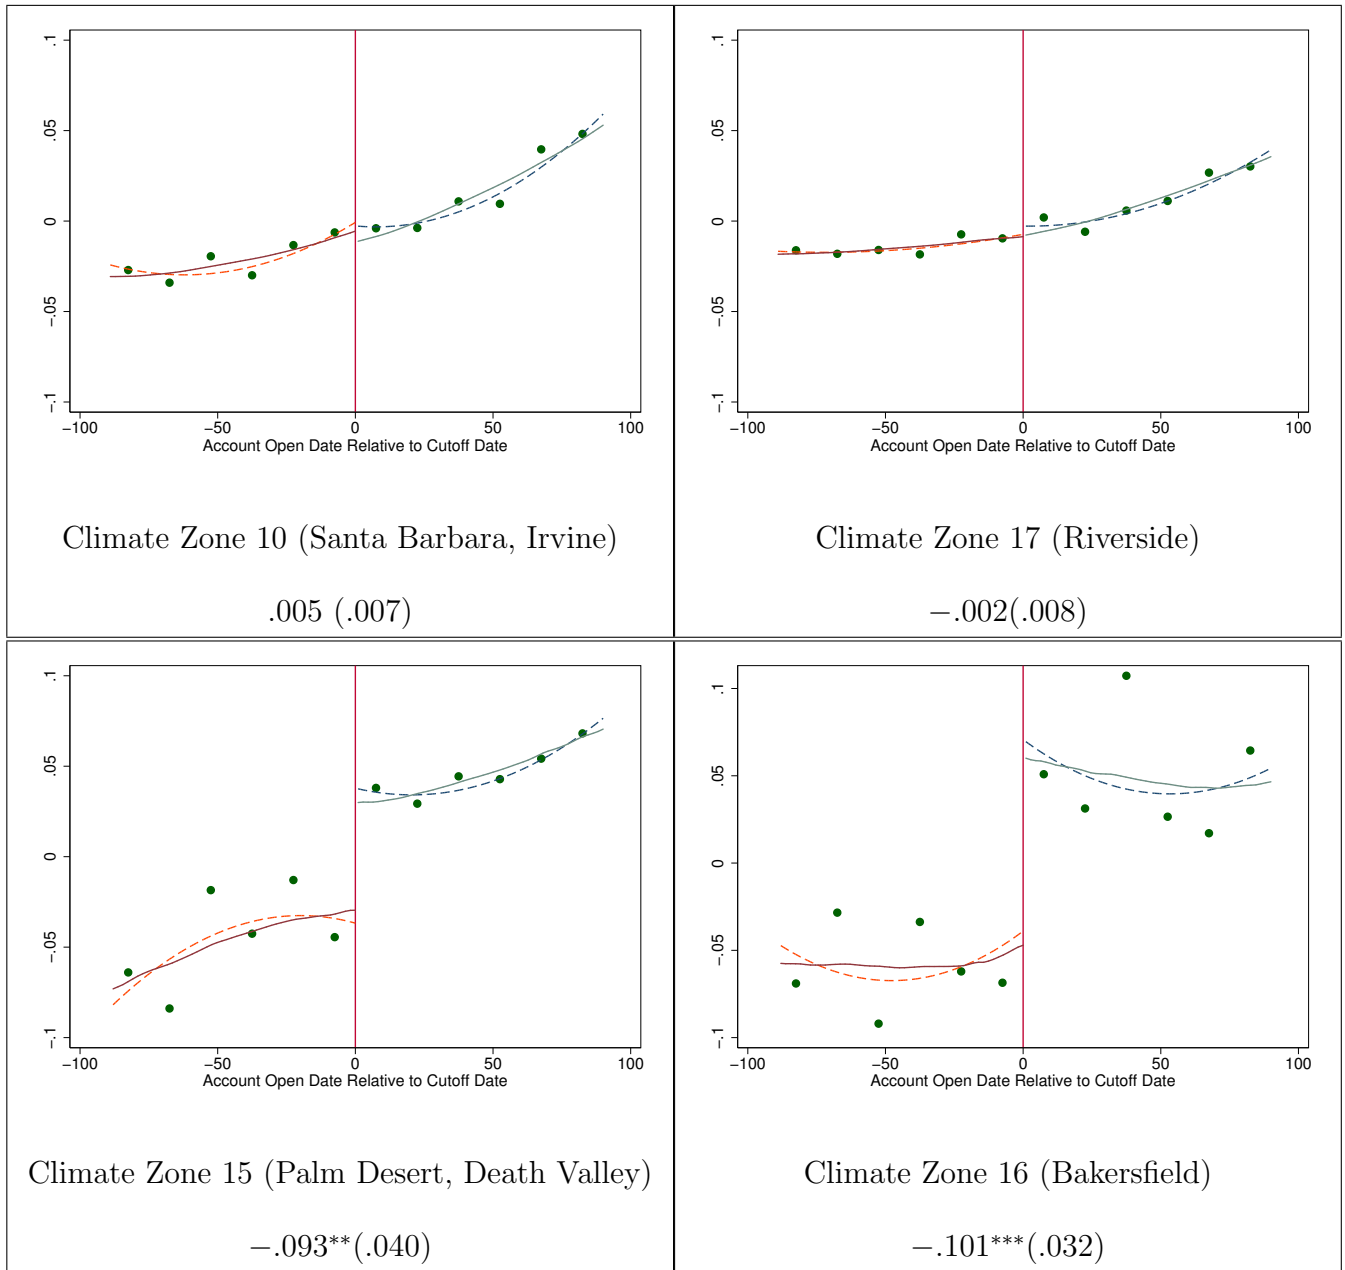 .1
.05
0
−.05
−.1
−100 −50 0 50 100
Account Open Date Relative to Cutoff Date
Climate Zone 10 (Santa Barbara, Irvine)
.005 (.007)
.1
.05
0
−.05
−.1
−100 −50 0 50 100
Account Open Date Relative to Cutoff Date
Climate Zone 17 (Riverside)
−.002(.008)
.1
.05
0
−.05
−.1
−100 −50 0 50 100
Account Open Date Relative to Cutoff Date
Climate Zone 15 (Palm Desert, Death Valley)
−.093**(.040)
.1
.05
0
−.05
−.1
−100 −50 0 50 100
Account Open Date Relative to Cutoff Date
Climate Zone 16 (Bakersfield)
−.101***(.032)